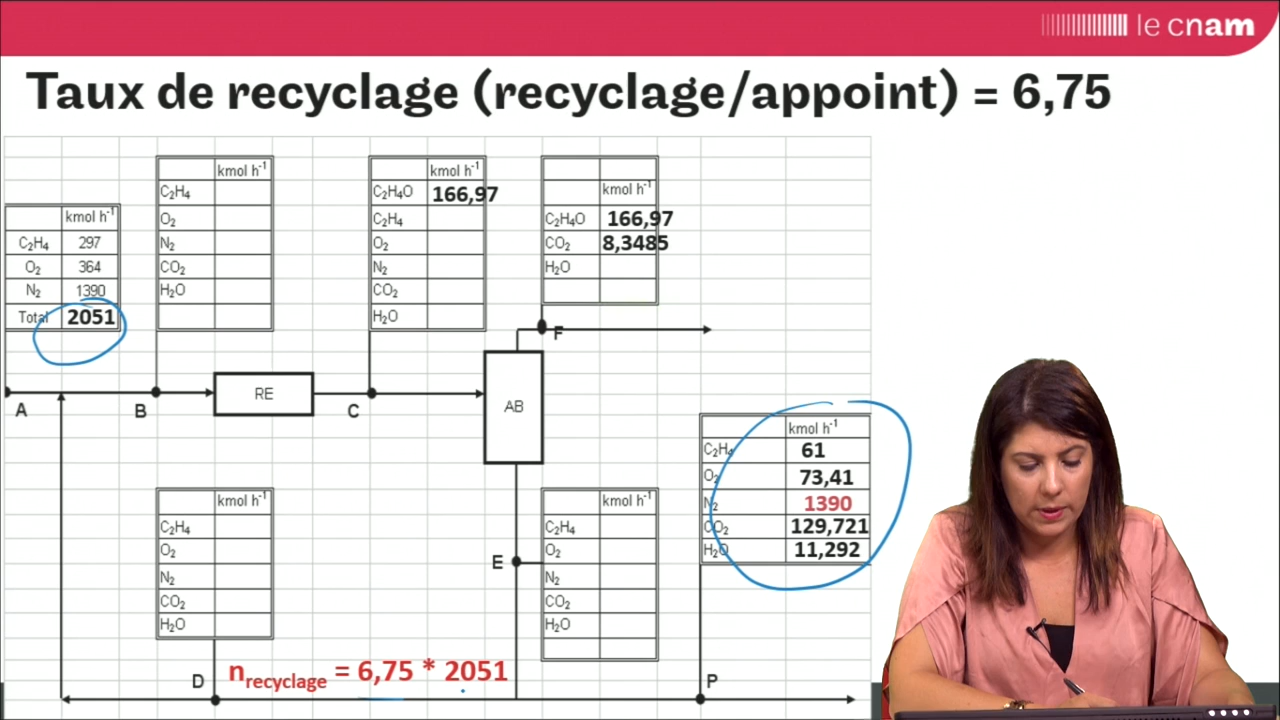 le cnam
Taux de recyclage (recyclage/appoint) = 6,75
kmol h⁻¹
C₂H₄ 297
O₂ 364
N₂ 1390
Total 2051
kmol h⁻¹
C₂H₄
O₂
N₂
CO₂
H₂O
kmol h⁻¹
C₂H₄O 166,97
C₂H₄
O₂
N₂
CO₂
H₂O
kmol h⁻¹
C₂H₄O 166,97
CO₂ 8,3485
H₂O
F
A
B
RE
C
AB
kmol h⁻¹
C₂H₄ 61
O₂ 73,41
N₂ 1390
CO₂ 129,721
H₂O 11,292
kmol h⁻¹
C₂H₄
O₂
N₂
CO₂
H₂O
E
kmol h⁻¹
C₂H₄
O₂
N₂
CO₂
H₂O
D
n recyclage = 6,75 * 2051
P